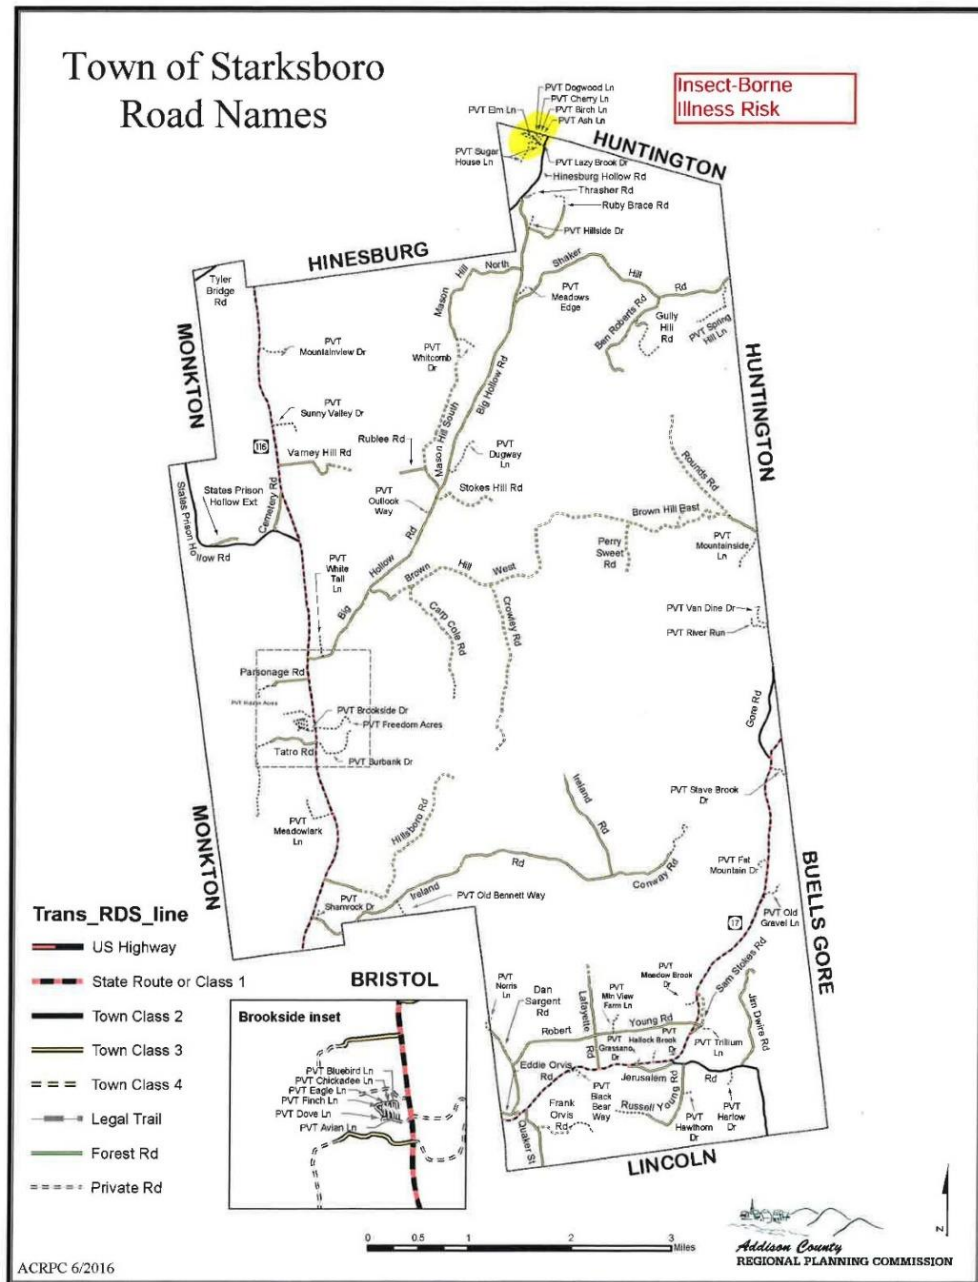 Town of Starksboro
Road Names
Insect-Borne
Illness Risk
PVT Dogwood Ln
PVT Cherry Ln
PVT Elm Ln
PVT Birch Ln
PVT Ash Ln
HUNTINGTON
PVT Sugar
House Ln
PVT Lazy Brook Dr
Hinesburg Hollow Rd
Thrasher Rd
Ruby Brace Rd
PVT Hillside Dr
HINESBURG
Tyler
Bridge
Rd
Mason Hill North
Shaker Hill Rd
PVT
Meadows
Edge
Ben Roberts Rd
Gully
Hill
Rd
PVT Spring
Hill Ln
MONKTON
PVT
Mountainview Dr
PVT
Whitcomb
Dr
Big Hollow Rd
HUNTINGTON
PVT
Sunny Valley Dr
116
Varney Hill Rd
Rublee Rd
Mason Hill South
PVT
Dugway
Ln
Rounds Rd
States Prison
Hollow Ext
Cemetery Rd
PVT
Outlook
Way
Stokes Hill Rd
Brown Hill East
States Prison Ho
llow Rd
Perry
Sweet
Rd
PVT
Mountainside
Ln
PVT
White
Tail
Ln
Big Hollow Rd
Brown Hill West
Carp Cole Rd
Crowley Rd
PVT Van Dine Dr
PVT River Run
Parsonage Rd
PVT Brookside Dr
PVT Freedom Acres
Tatro Rd
PVT Burbank Dr
Gore Rd
PVT Stave Brook
Dr
MONKTON
PVT
Meadowlark
Ln
Hillsboro Rd
Ireland Rd
Ireland Rd
Conway Rd
PVT Fat
Mountain Dr
BUELLS GORE
PVT
Shamrock Dr
PVT Old Bennett Way
PVT Old
Gravel Ln
17
Trans_RDS_line
US Highway
State Route or Class 1
Town Class 2
Town Class 3
Town Class 4
Legal Trail
Forest Rd
Private Rd
BRISTOL
Brookside inset
PVT Bluebird Ln
PVT Chickadee Ln
PVT Eagle Ln
PVT Finch Ln
PVT Dove Ln
PVT Avian Ln
PVT
Norris
Ln
Dan
Sargent
Rd
Lafayette Rd
PVT
Mtn View
Farm Ln
PVT
Meadow Brook
Dr
Sam Stokes Rd
Jim Dwire Rd
Robert Young Rd
PVT
Grassano
Dr
PVT
Hallock Brook
Dr
PVT Trillium
Ln
Eddie Orvis
Rd
Jerusalem Rd
PVT
Black
Bear
Way
Frank
Orvis
Rd
Russell Young Rd
PVT
Hawthorn
Dr
PVT
Harlow
Dr
Quaker St
LINCOLN
0 0.5 1 2 3
Miles
N
Addison County
REGIONAL PLANNING COMMISSION
ACRPC 6/2016